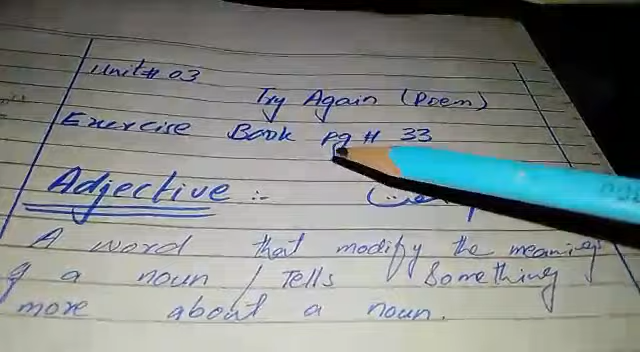 Unit # 03
Try Again (Poem)
Exercise Book Pg # 33
Adjective :-
A word that modify the meaning
of a noun / Tells Something
more about a noun.